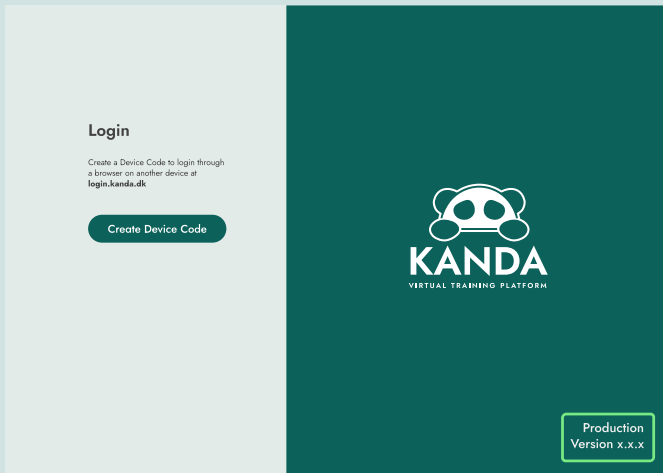 Login
Create a Device Code to login through
a browser on another device at
login.kanda.dk
Create Device Code
KANDA
VIRTUAL TRAINING PLATFORM
Production
Version x.x.x